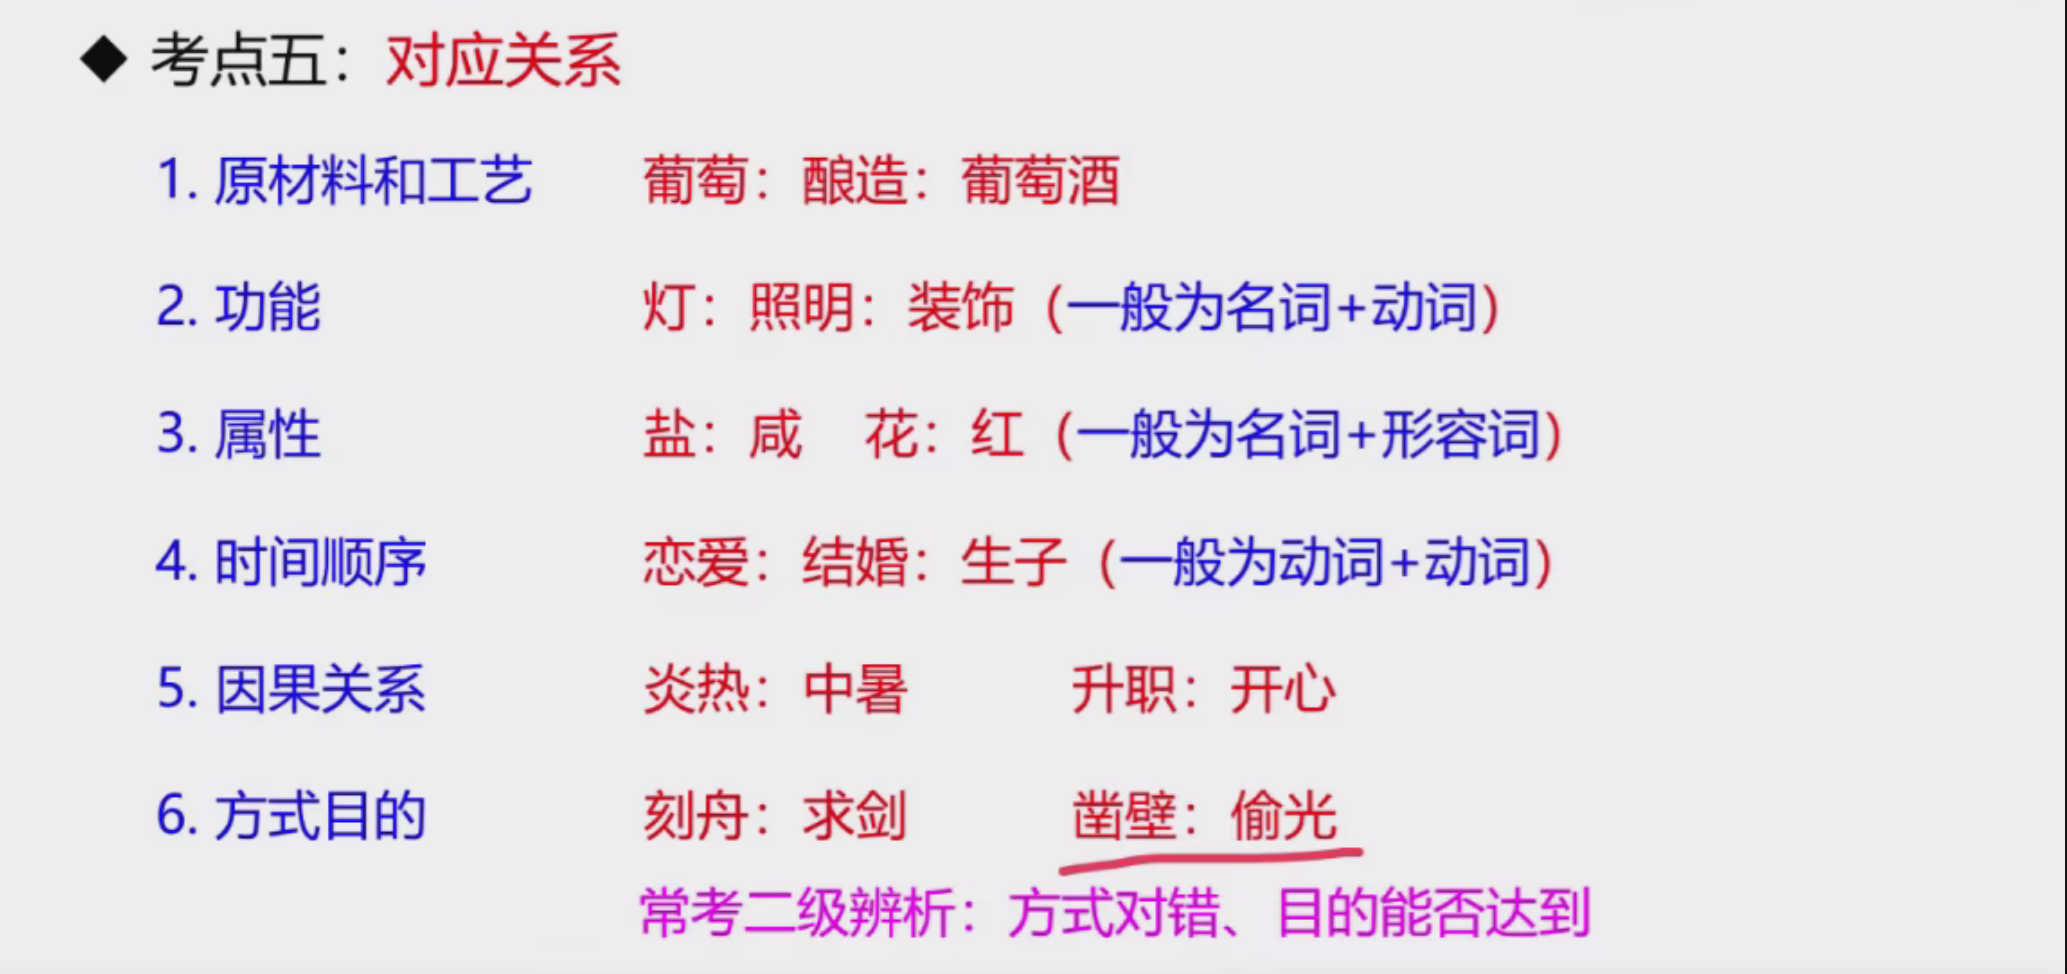 ◆ 考点五：对应关系
1. 原材料和工艺 葡萄：酿造：葡萄酒
2. 功能 灯：照明：装饰（一般为名词+动词）
3. 属性 盐：咸 花：红（一般为名词+形容词）
4. 时间顺序 恋爱：结婚：生子（一般为动词+动词）
5. 因果关系 炎热：中暑 升职：开心
6. 方式目的 刻舟：求剑 凿壁：偷光
常考二级辨析：方式对错、目的能否达到